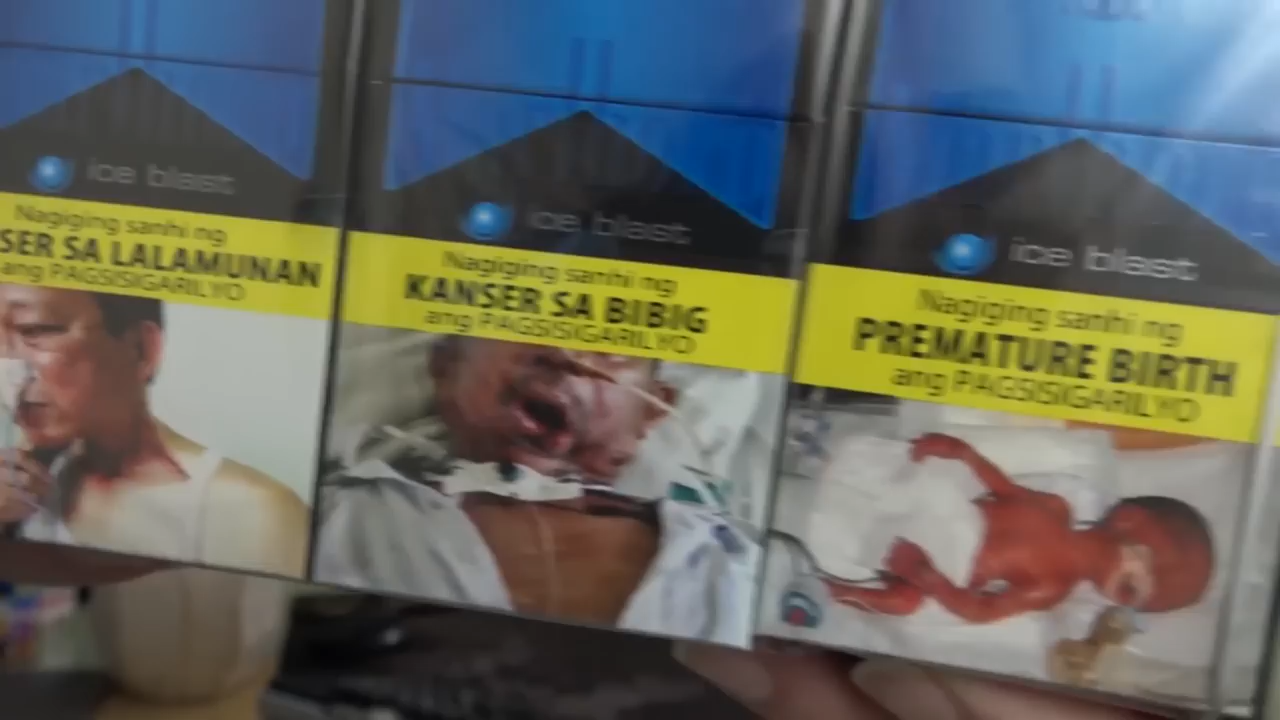 ice blast
Nagiging sanhi ng
SER SA LALAMUNAN
ang PAGSISIGARILYO
ice blast
Nagiging sanhi ng
KANSER SA BIBIG
ang PAGSISIGARILYO
ice blast
Nagiging sanhi ng
PREMATURE BIRTH
ang PAGSISIGARILYO